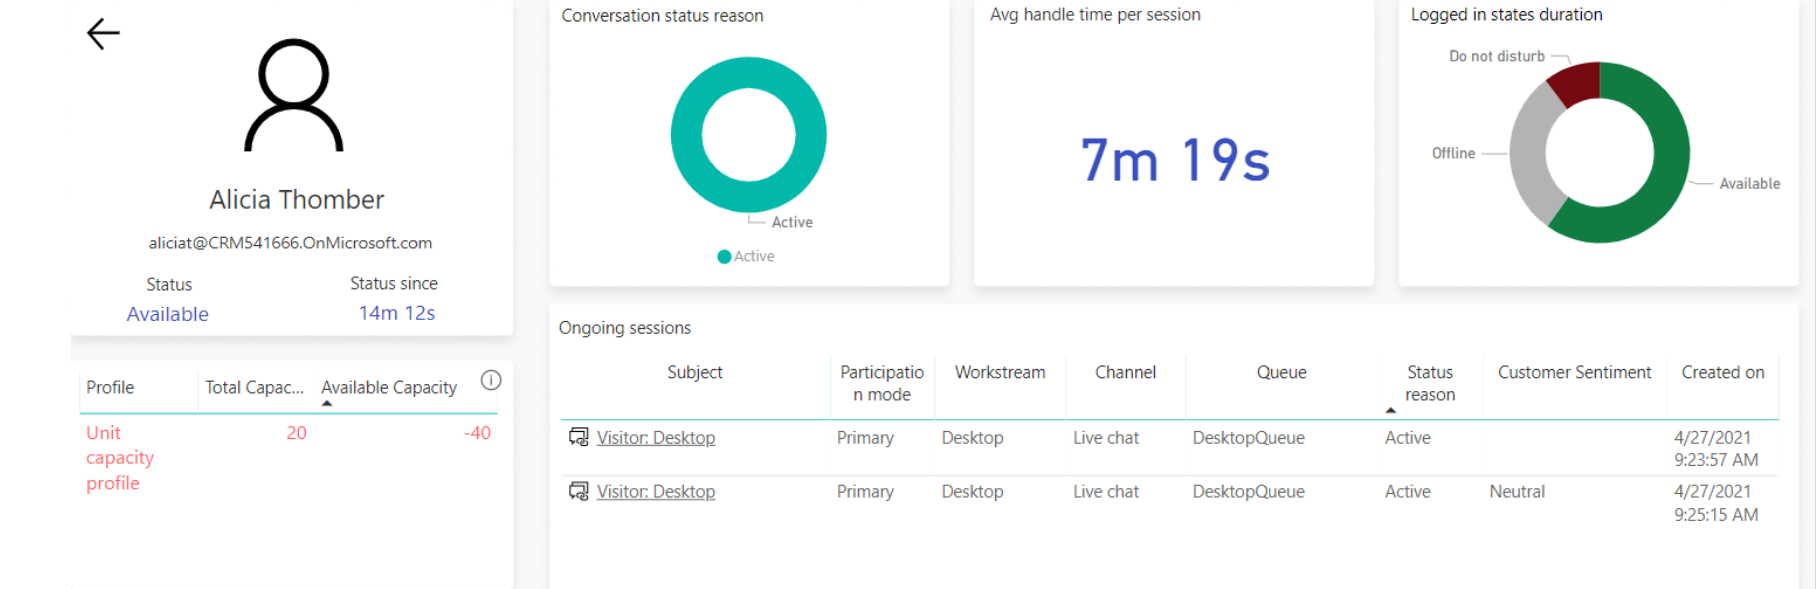 Alicia Thomber
aliciat@CRM541666.OnMicrosoft.com
Status Status since
Available 14m 12s
Profile Total Capac... Available Capacity
Unit 20 -40
capacity
profile
Conversation status reason
Active
Active
Avg handle time per session
7m 19s
Logged in states duration
Do not disturb
Offline
Available
Ongoing sessions
Subject Participatio Workstream Channel Queue Status Customer Sentiment Created on
n mode reason
Visitor: Desktop Primary Desktop Live chat DesktopQueue Active 4/27/2021
9:23:57 AM
Visitor: Desktop Primary Desktop Live chat DesktopQueue Active Neutral 4/27/2021
9:25:15 AM